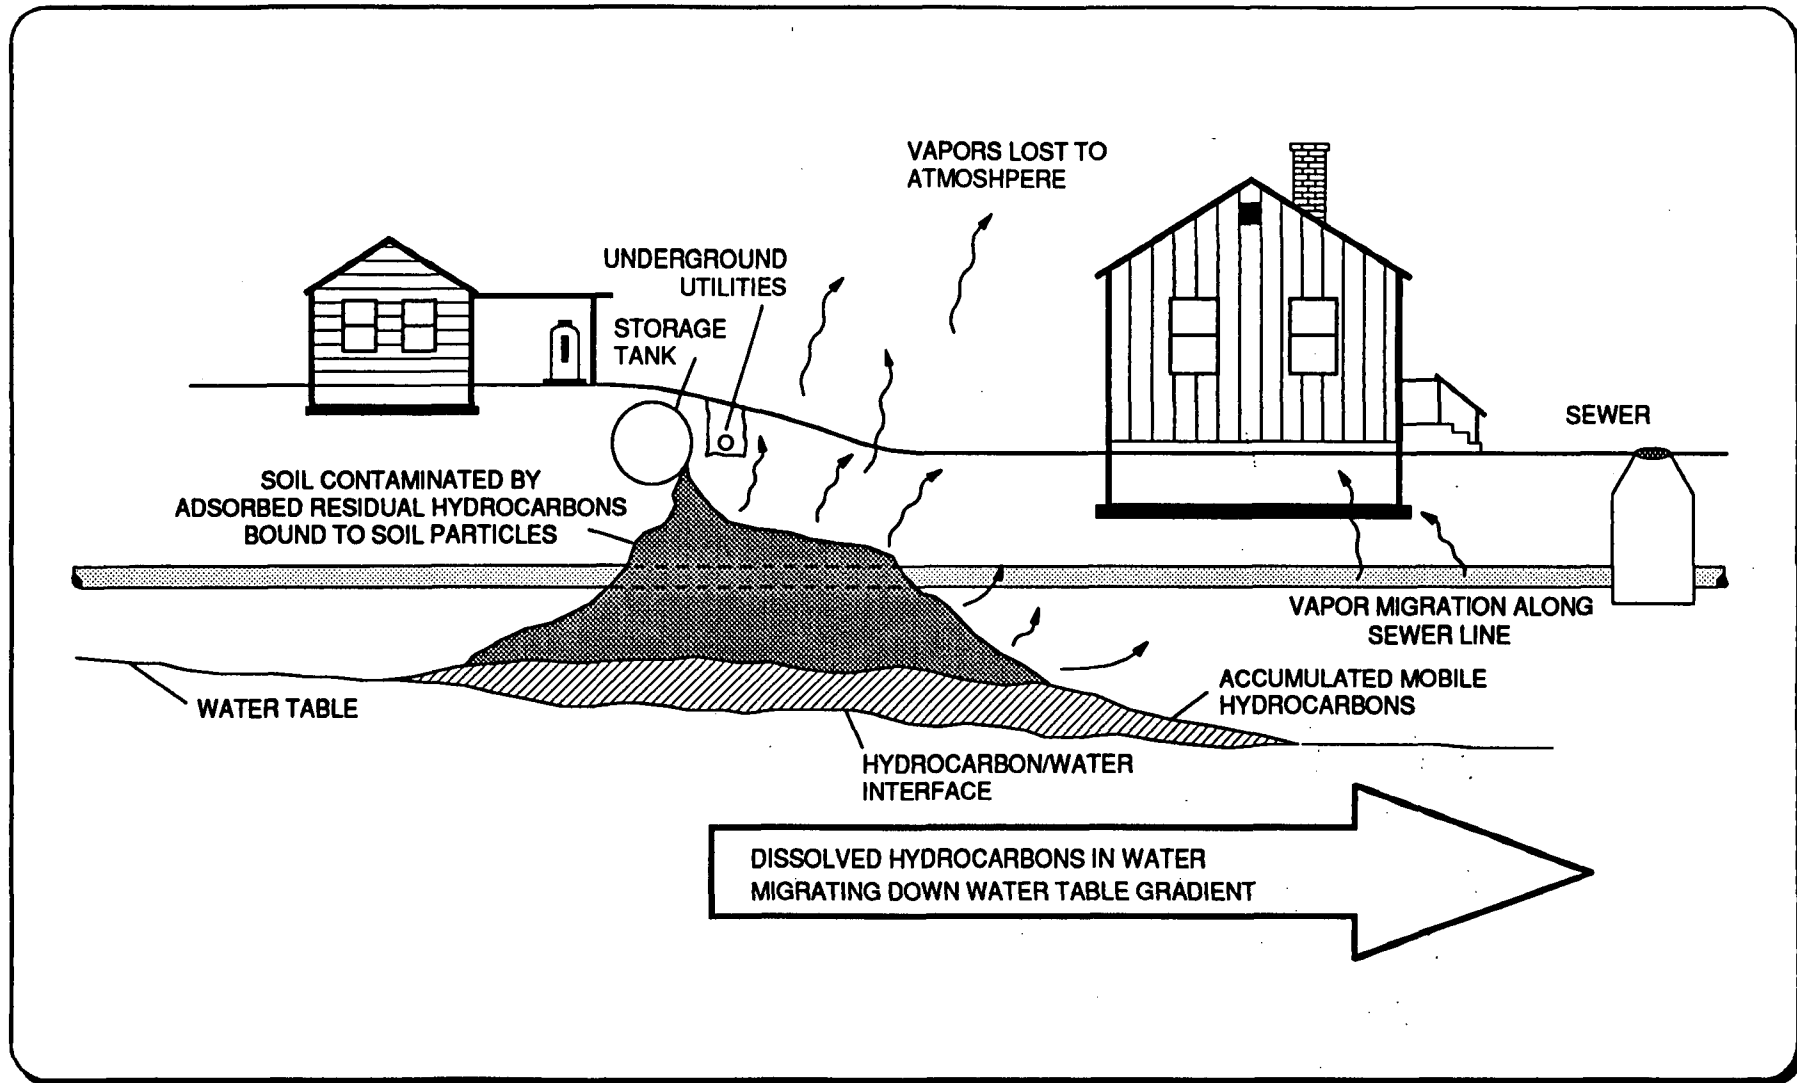 VAPORS LOST TO
ATMOSHPERE
UNDERGROUND
UTILITIES
STORAGE
TANK
SEWER
SOIL CONTAMINATED BY
ADSORBED RESIDUAL HYDROCARBONS
BOUND TO SOIL PARTICLES
VAPOR MIGRATION ALONG
SEWER LINE
WATER TABLE
ACCUMULATED MOBILE
HYDROCARBONS
HYDROCARBON/WATER
INTERFACE
DISSOLVED HYDROCARBONS IN WATER
MIGRATING DOWN WATER TABLE GRADIENT